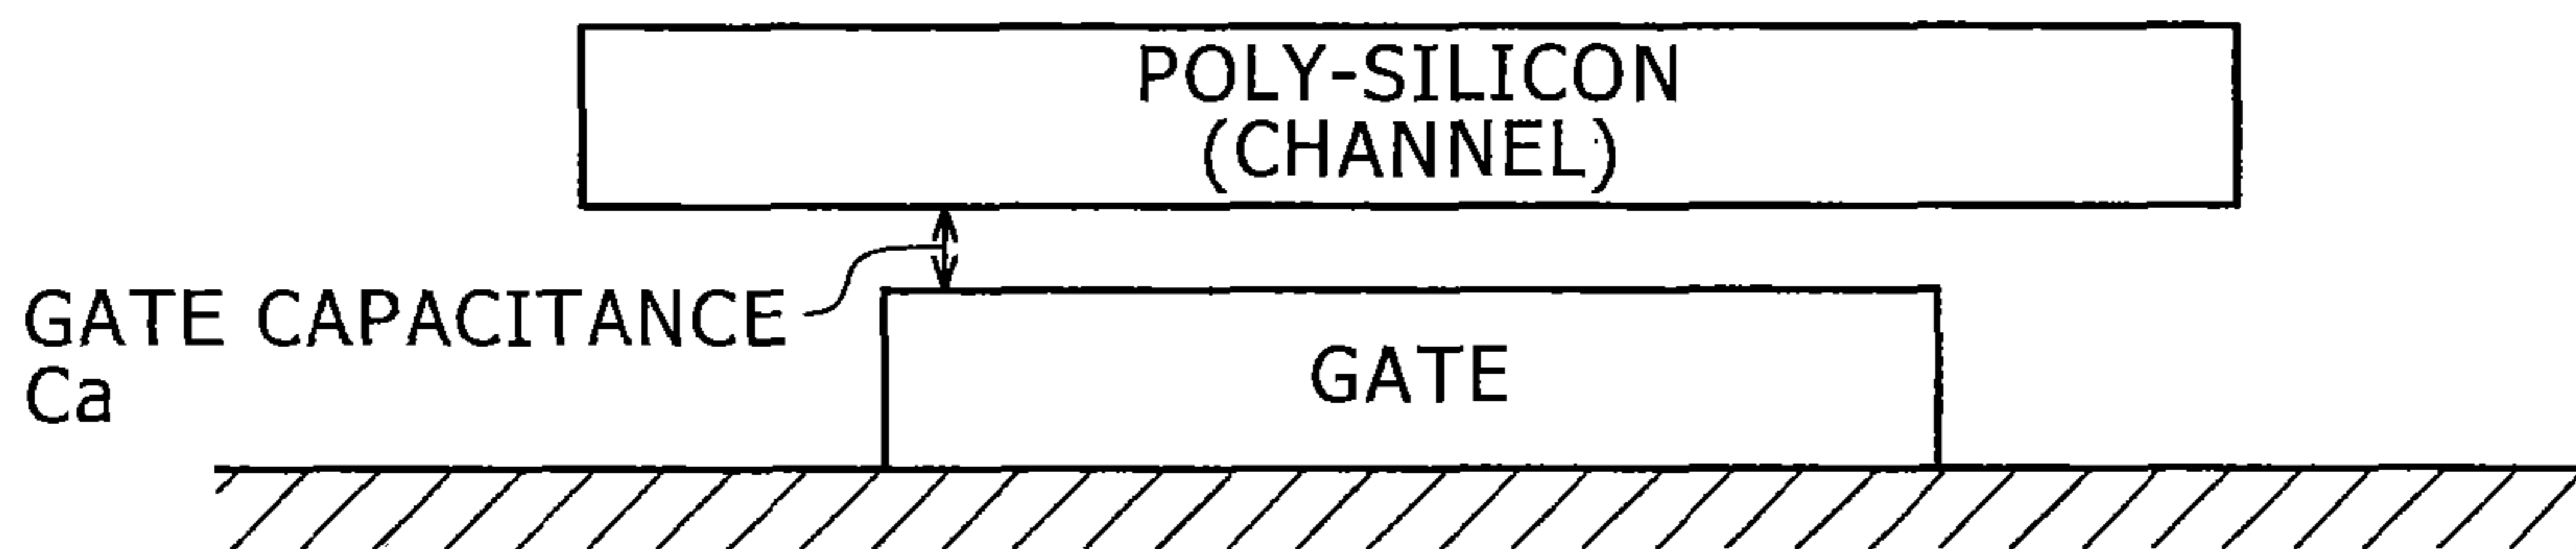 POLY-SILICON
(CHANNEL)
GATE CAPACITANCE
Ca
GATE